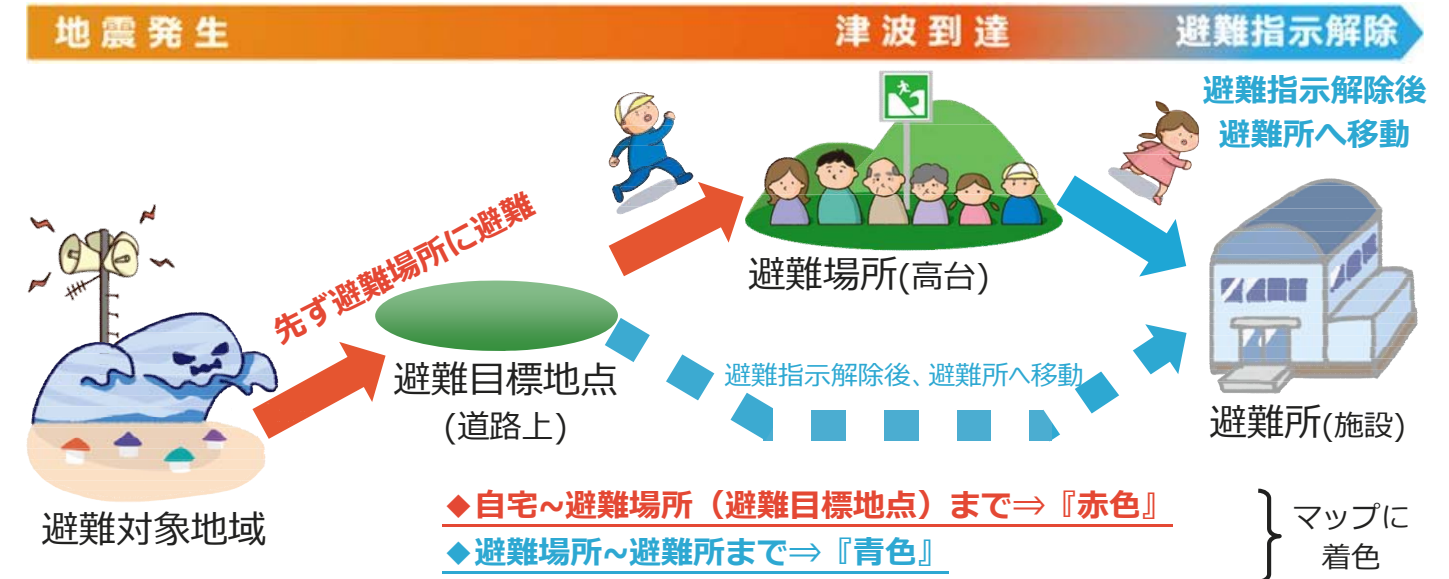 地震発生
津波到達
避難指示解除
避難指示解除後
避難所へ移動
先ず避難場所に避難
避難場所(高台)
避難目標地点
(道路上)
避難指示解除後、避難所へ移動
避難所(施設)
避難対象地域
◆自宅~避難場所（避難目標地点）まで⇒『赤色』
◆避難場所~避難所まで⇒『青色』
マップに
着色